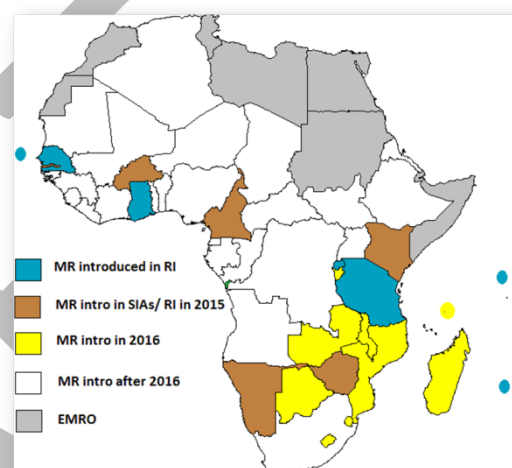 MR introduced in RI
MR intro in SIAs/ RI in 2015
MR intro in 2016
MR intro after 2016
EMRO